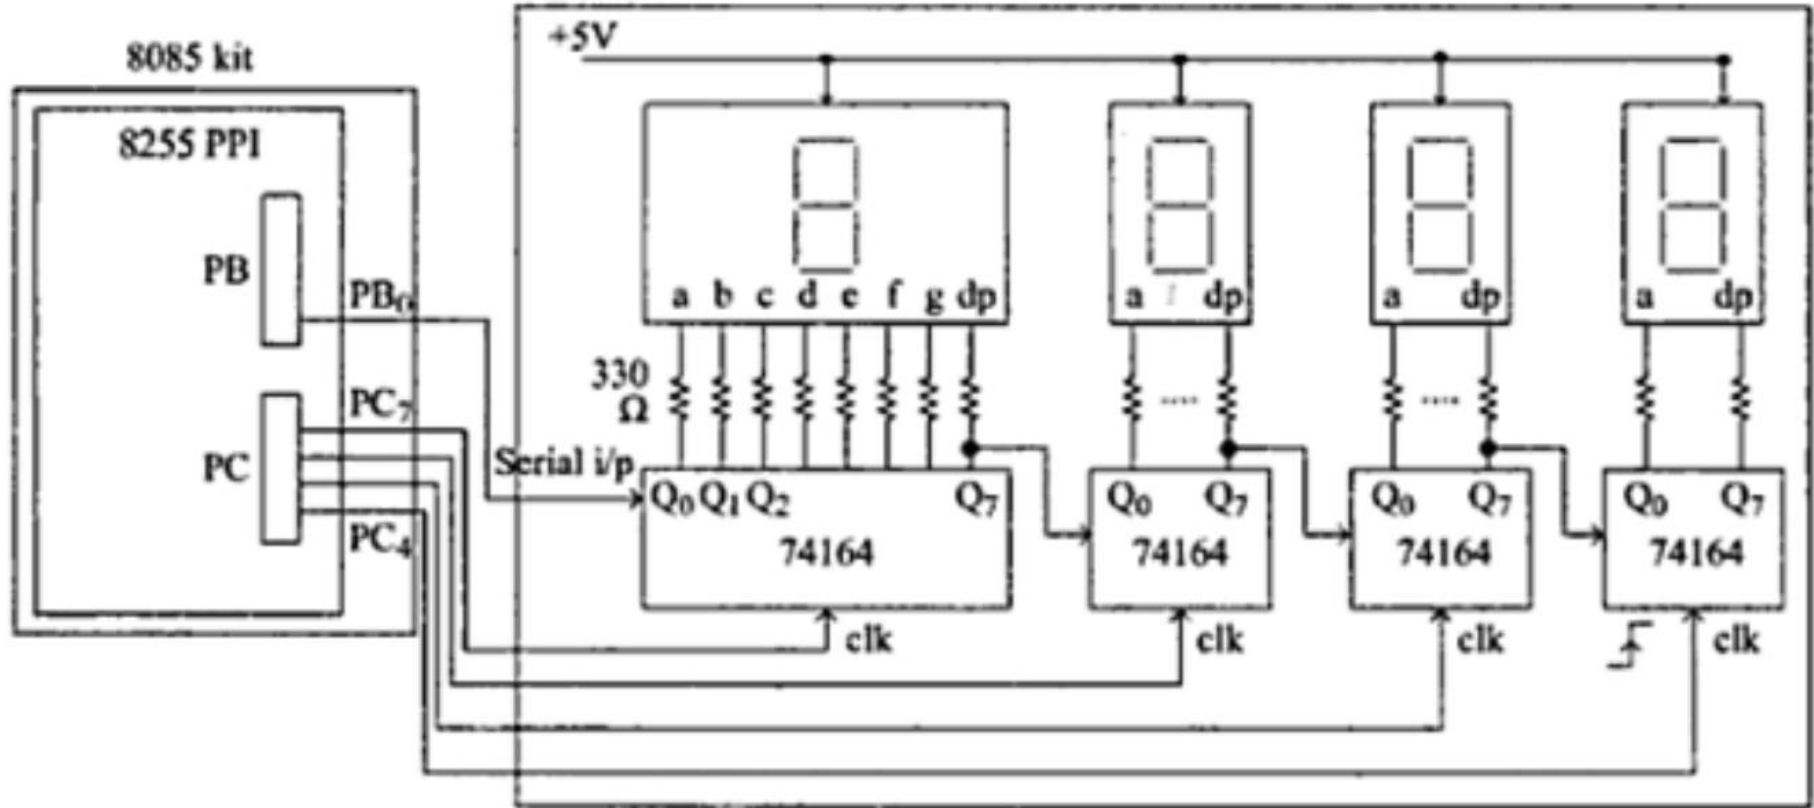 +5V
8085 kit
8255 PPI
PB
PB₀
a b c d e f g dp
a dp
a dp
a dp
330
Ω
....
....
PC₇
PC
Serial i/p
PC₄
Q₀ Q₁ Q₂ Q₇
Q₀ Q₇
Q₀ Q₇
Q₀ Q₇
74164
74164
74164
74164
clk
clk
clk
clk